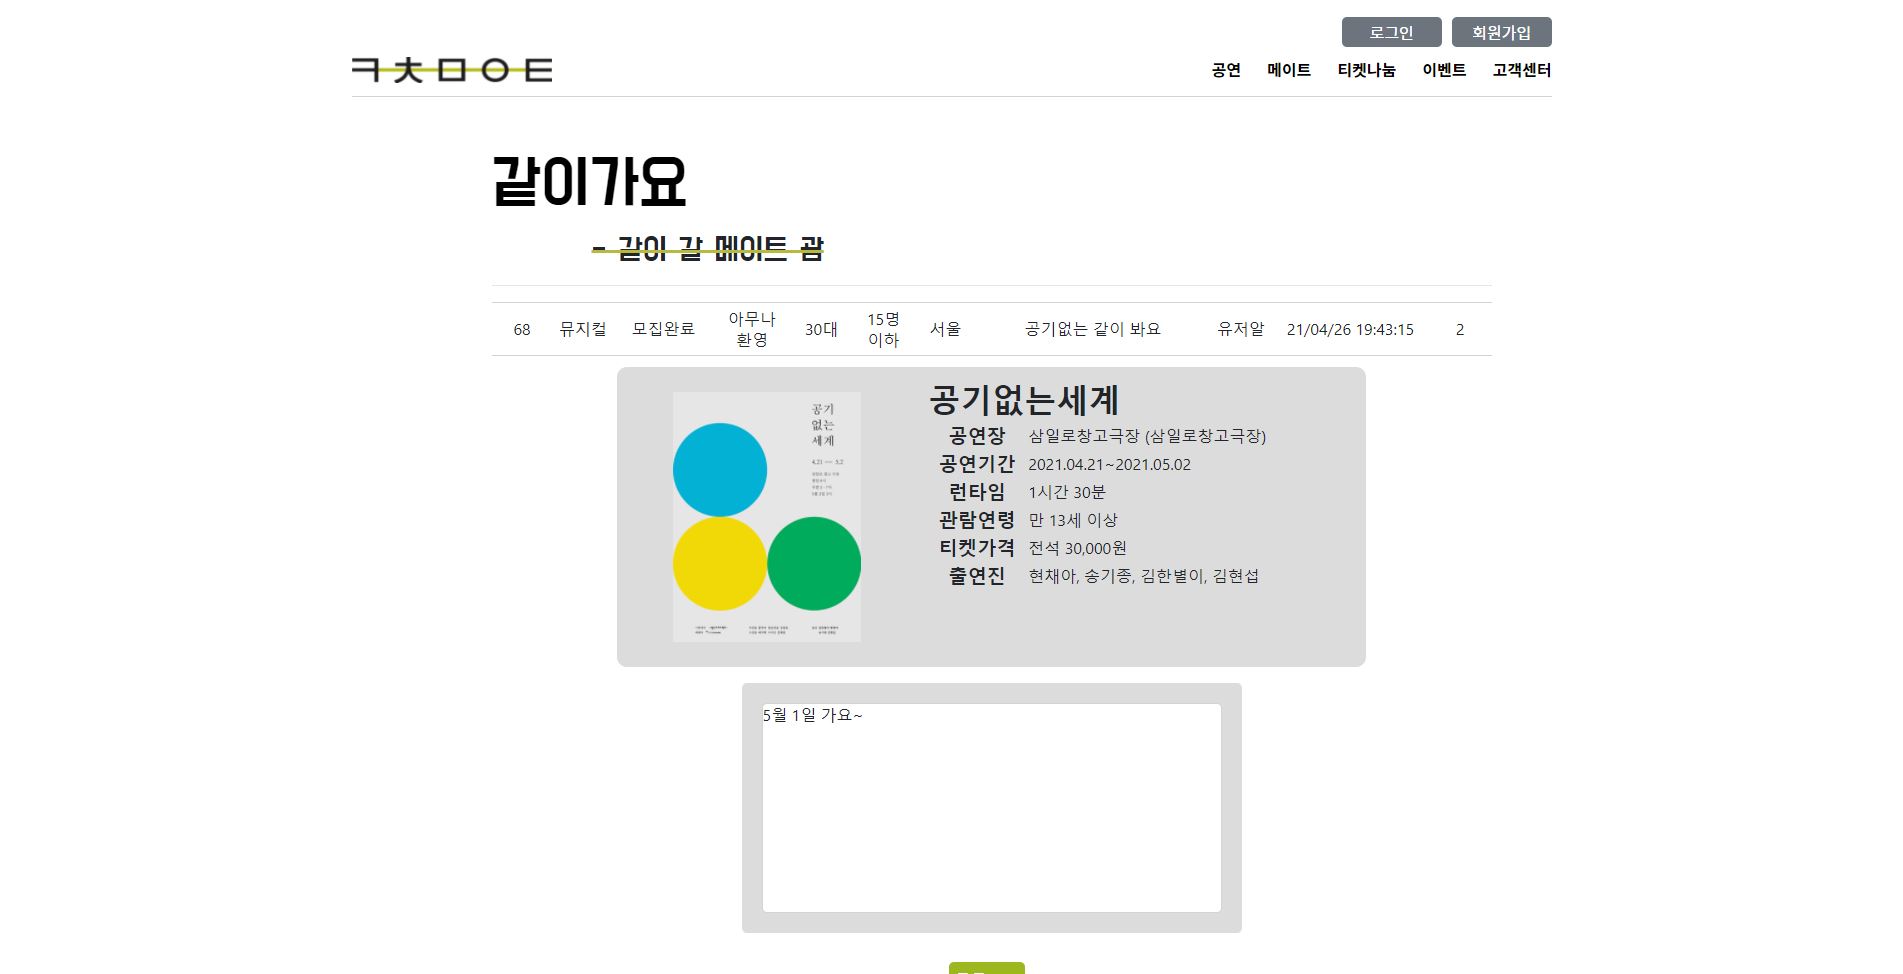 로그인 회원가입
ㅋㅊㅁㅇㅌ
공연 메이트 티켓나눔 이벤트 고객센터
같이가요
- 같이 갈 메이트 괌
68 뮤지컬 모집완료 아무나 환영 30대 15명 이하 서울 공기없는 같이 봐요 유저알 21/04/26 19:43:15 2
공기
없는
세계
4.21 — 5.2
공기없는세계
공연장 삼일로창고극장 (삼일로창고극장)
공연기간 2021.04.21~2021.05.02
런타임 1시간 30분
관람연령 만 13세 이상
티켓가격 전석 30,000원
출연진 현채아, 송기종, 김한별이, 김현섭
5월 1일 가요~